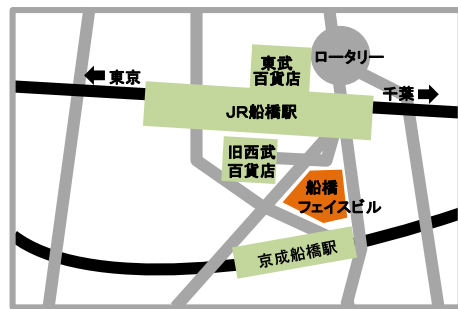 東武
百貨店
ロータリー
東京
千葉
JR船橋駅
旧西武
百貨店
船橋
フェイスビル
京成船橋駅